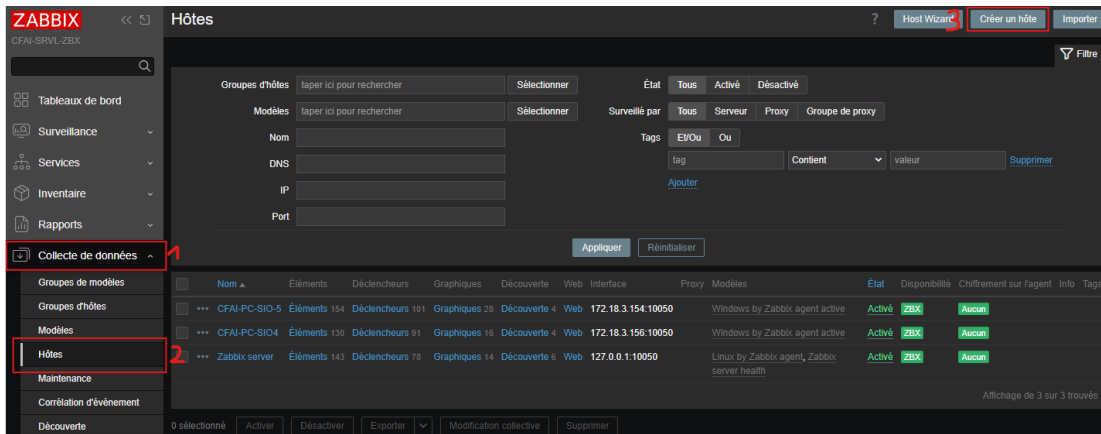 ZABBIX
CFAI-SRVL-ZBX
Tableaux de bord
Surveillance
Services
Inventaire
Rapports
Collecte de données 1
Groupes de modèles
Groupes d'hôtes
Modèles
Hôtes 2
Maintenance
Corrélation d'évènement
Découverte
Hôtes
? Host Wizard 3 Créer un hôte Importer
Filtre
Groupes d'hôtes taper ici pour rechercher Sélectionner
Modèles taper ici pour rechercher Sélectionner
Nom
DNS
IP
Port
État Tous Activé Désactivé
Surveillé par Tous Serveur Proxy Groupe de proxy
Tags Et/Ou Ou
tag Contient valeur Supprimer
Ajouter
Appliquer Réinitialiser
Nom Éléments Déclencheurs Graphiques Découverte Web Interface Proxy Modèles État Disponibilité Chiffrement sur l'agent Info Tags
CFAI-PC-SIO-5 Éléments 154 Déclencheurs 101 Graphiques 28 Découverte 4 Web 172.18.3.154:10050 Windows by Zabbix agent active Activé ZBX Aucun
CFAI-PC-SIO4 Éléments 130 Déclencheurs 91 Graphiques 16 Découverte 4 Web 172.18.3.156:10050 Windows by Zabbix agent active Activé ZBX Aucun
Zabbix server Éléments 143 Déclencheurs 78 Graphiques 14 Découverte 6 Web 127.0.0.1:10050 Linux by Zabbix agent, Zabbix Activé ZBX Aucun
server health
Affichage de 3 sur 3 trouvés
0 sélectionné Activer Désactiver Exporter Modification collective Supprimer